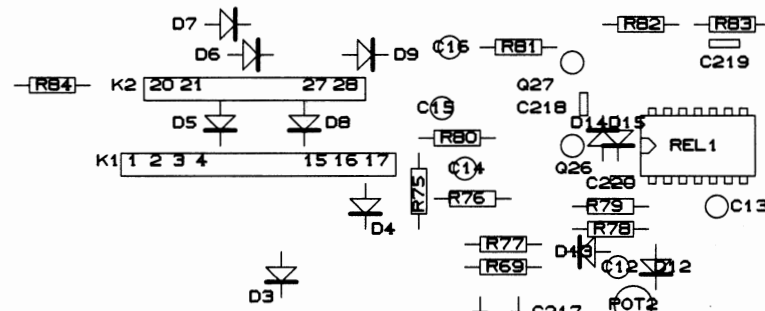 D7
R82 R83
D6 D9 C16 R81
C219
R84 K2 20 21 27 28
Q27
C15 C218
D5 D8 D14 D15
R80 REL1
K1 1 2 3 4 15 16 17
C14 Q26
C220
R75 R76 R79 C13
D4 R78
R77 D13
R69 C12 D12
D3 POT2
C217